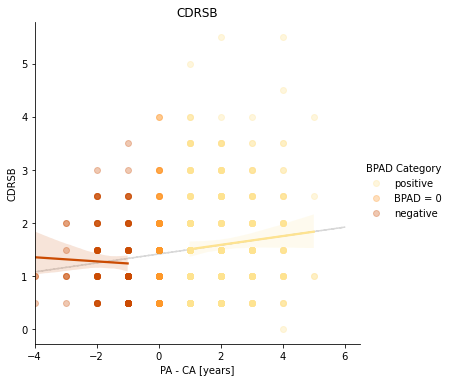 CDRSB
5
4
3
2
1
0
CDRSB
−4
−2
0
2
4
6
PA - CA [years]
BPAD Category
positive
BPAD = 0
negative